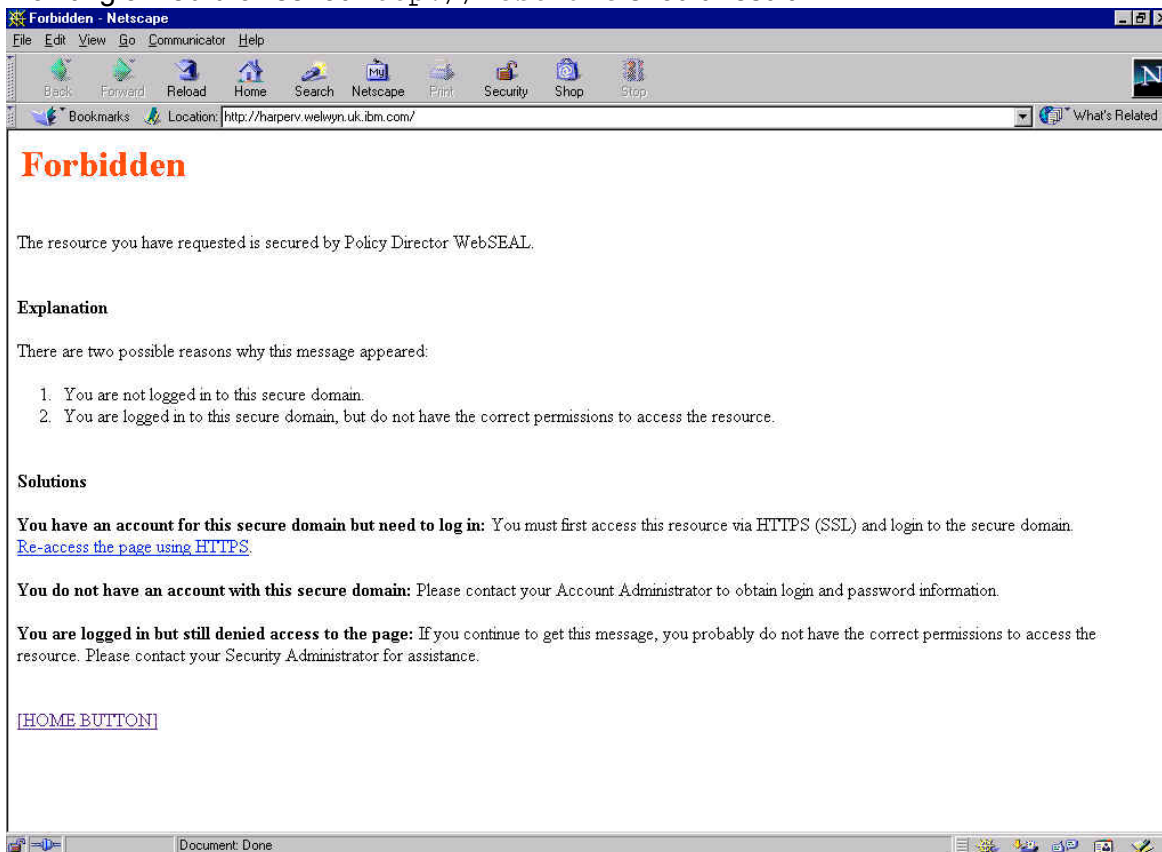 Forbidden - Netscape
File Edit View Go Communicator Help
My
N
Back Forward Reload Home Search Netscape Print Security Shop Stop
Bookmarks Location: http://harperv.welwyn.uk.ibm.com/ What's Related
Forbidden
The resource you have requested is secured by Policy Director WebSEAL.
Explanation
There are two possible reasons why this message appeared:
1. You are not logged in to this secure domain.
2. You are logged in to this secure domain, but do not have the correct permissions to access the resource.
Solutions
You have an account for this secure domain but need to log in: You must first access this resource via HTTPS (SSL) and login to the secure domain.
Re-access the page using HTTPS.
You do not have an account with this secure domain: Please contact your Account Administrator to obtain login and password information.
You are logged in but still denied access to the page: If you continue to get this message, you probably do not have the correct permissions to access the
resource. Please contact your Security Administrator for assistance.
[HOME BUTTON]
Document: Done